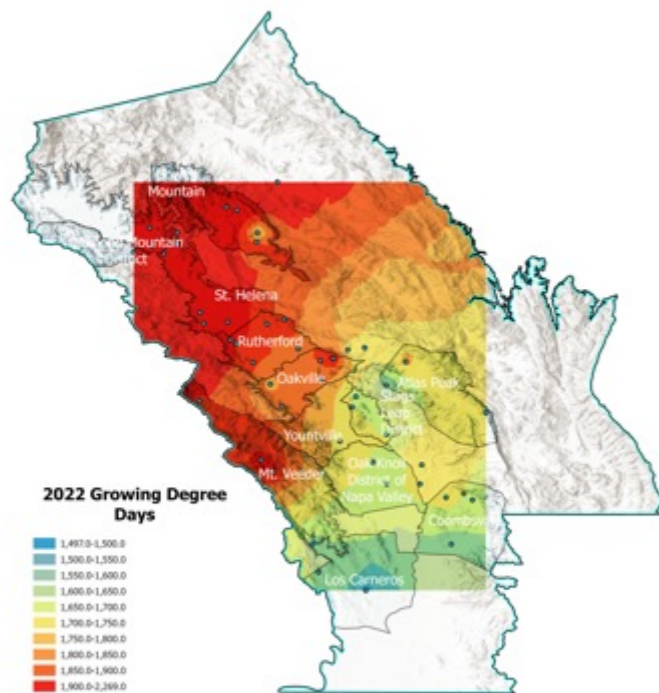 Mountain
Mountain
St. Helena
Rutherford
Oakville
Atlas Peak
Stags
Leap
District
Yountville
Mt. Veeder
Oak Knoll
District of
Napa Valley
Los Carneros
2022 Growing Degree
Days
1,497.0-1,500.0
1,500.0-1,550.0
1,550.0-1,600.0
1,600.0-1,650.0
1,650.0-1,700.0
1,700.0-1,750.0
1,750.0-1,800.0
1,800.0-1,850.0
1,850.0-1,900.0
1,900.0-2,269.0